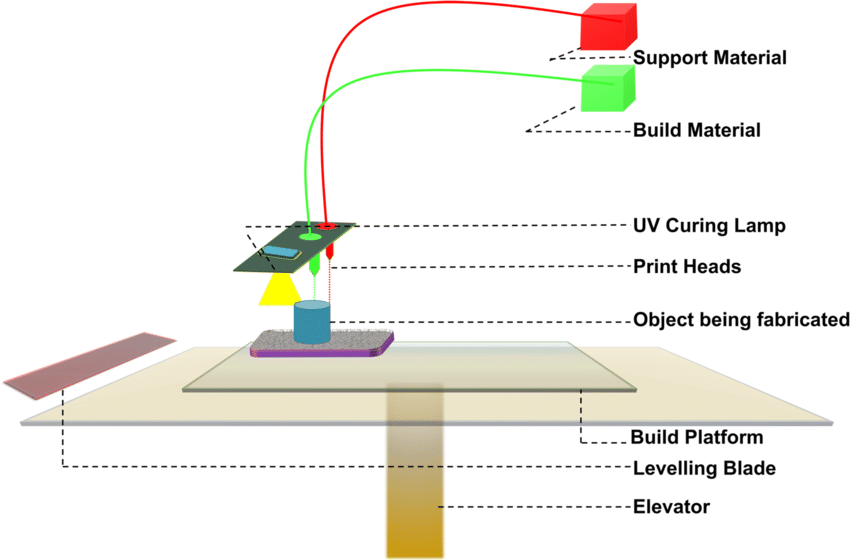 Support Material
Build Material
UV Curing Lamp
Print Heads
Object being fabricated
Build Platform
Levelling Blade
Elevator